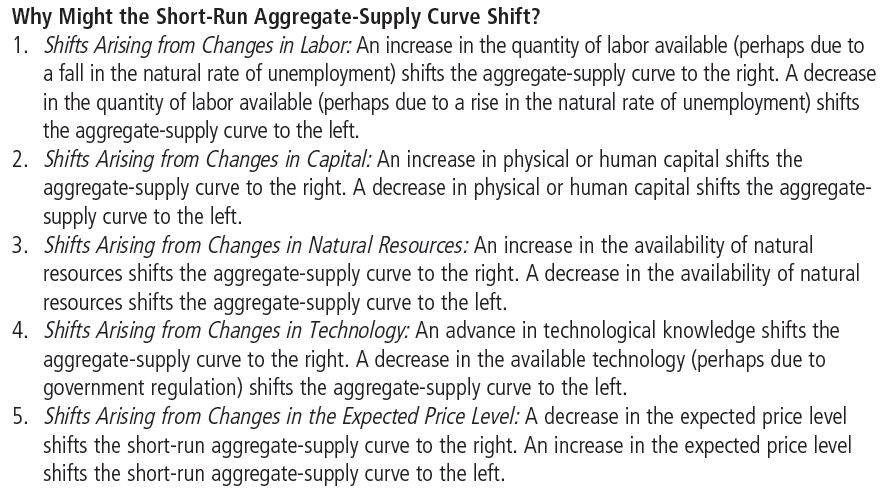 Why Might the Short-Run Aggregate-Supply Curve Shift?
1. Shifts Arising from Changes in Labor: An increase in the quantity of labor available (perhaps due to
a fall in the natural rate of unemployment) shifts the aggregate-supply curve to the right. A decrease
in the quantity of labor available (perhaps due to a rise in the natural rate of unemployment) shifts
the aggregate-supply curve to the left.
2. Shifts Arising from Changes in Capital: An increase in physical or human capital shifts the
aggregate-supply curve to the right. A decrease in physical or human capital shifts the aggregate-
supply curve to the left.
3. Shifts Arising from Changes in Natural Resources: An increase in the availability of natural
resources shifts the aggregate-supply curve to the right. A decrease in the availability of natural
resources shifts the aggregate-supply curve to the left.
4. Shifts Arising from Changes in Technology: An advance in technological knowledge shifts the
aggregate-supply curve to the right. A decrease in the available technology (perhaps due to
government regulation) shifts the aggregate-supply curve to the left.
5. Shifts Arising from Changes in the Expected Price Level: A decrease in the expected price level
shifts the short-run aggregate-supply curve to the right. An increase in the expected price level
shifts the short-run aggregate-supply curve to the left.